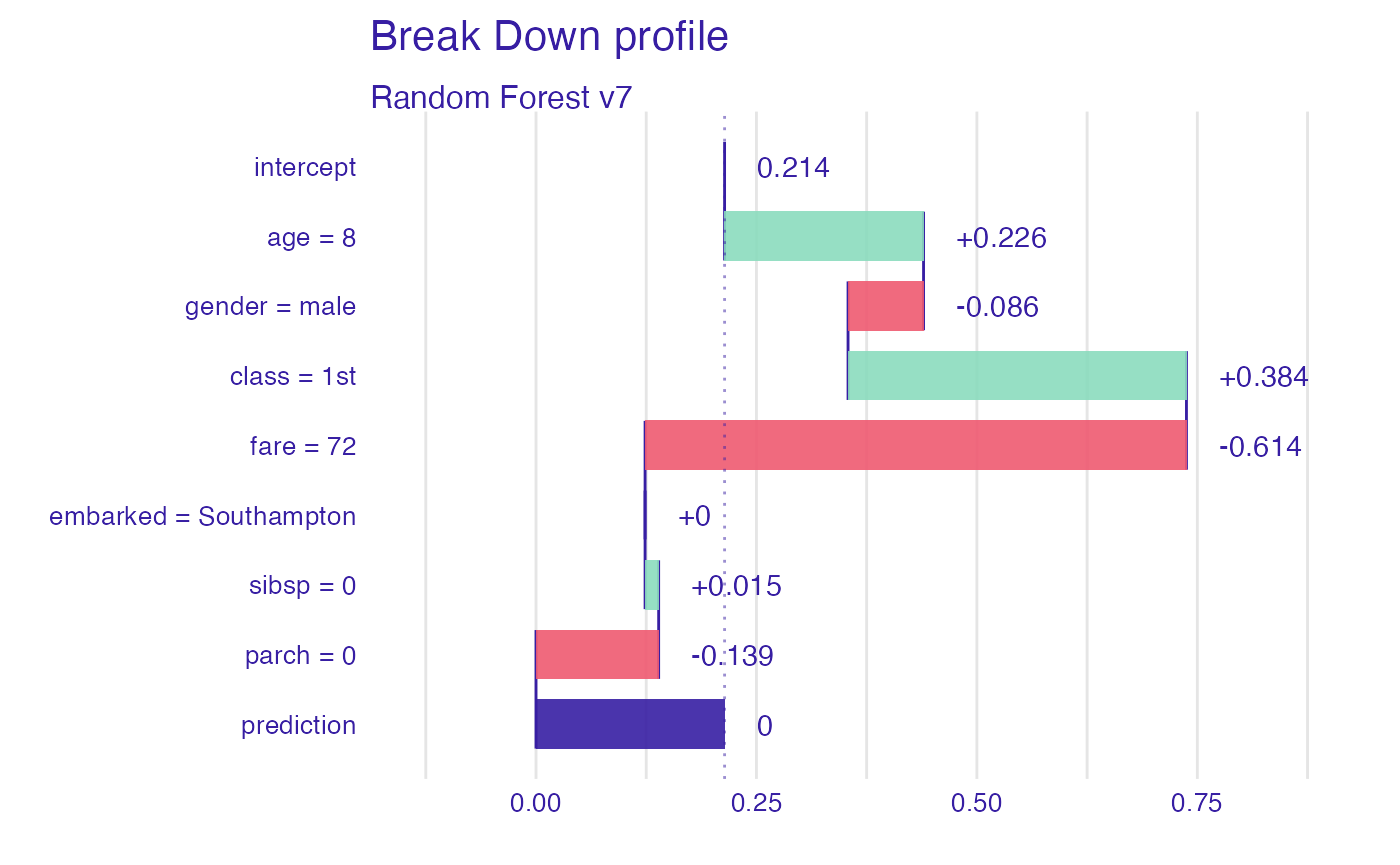 Break Down profile
Random Forest v7
intercept 0.214
age = 8 +0.226
gender = male -0.086
class = 1st +0.384
fare = 72 -0.614
embarked = Southampton +0
sibsp = 0 +0.015
parch = 0 -0.139
prediction 0
0.00 0.25 0.50 0.75